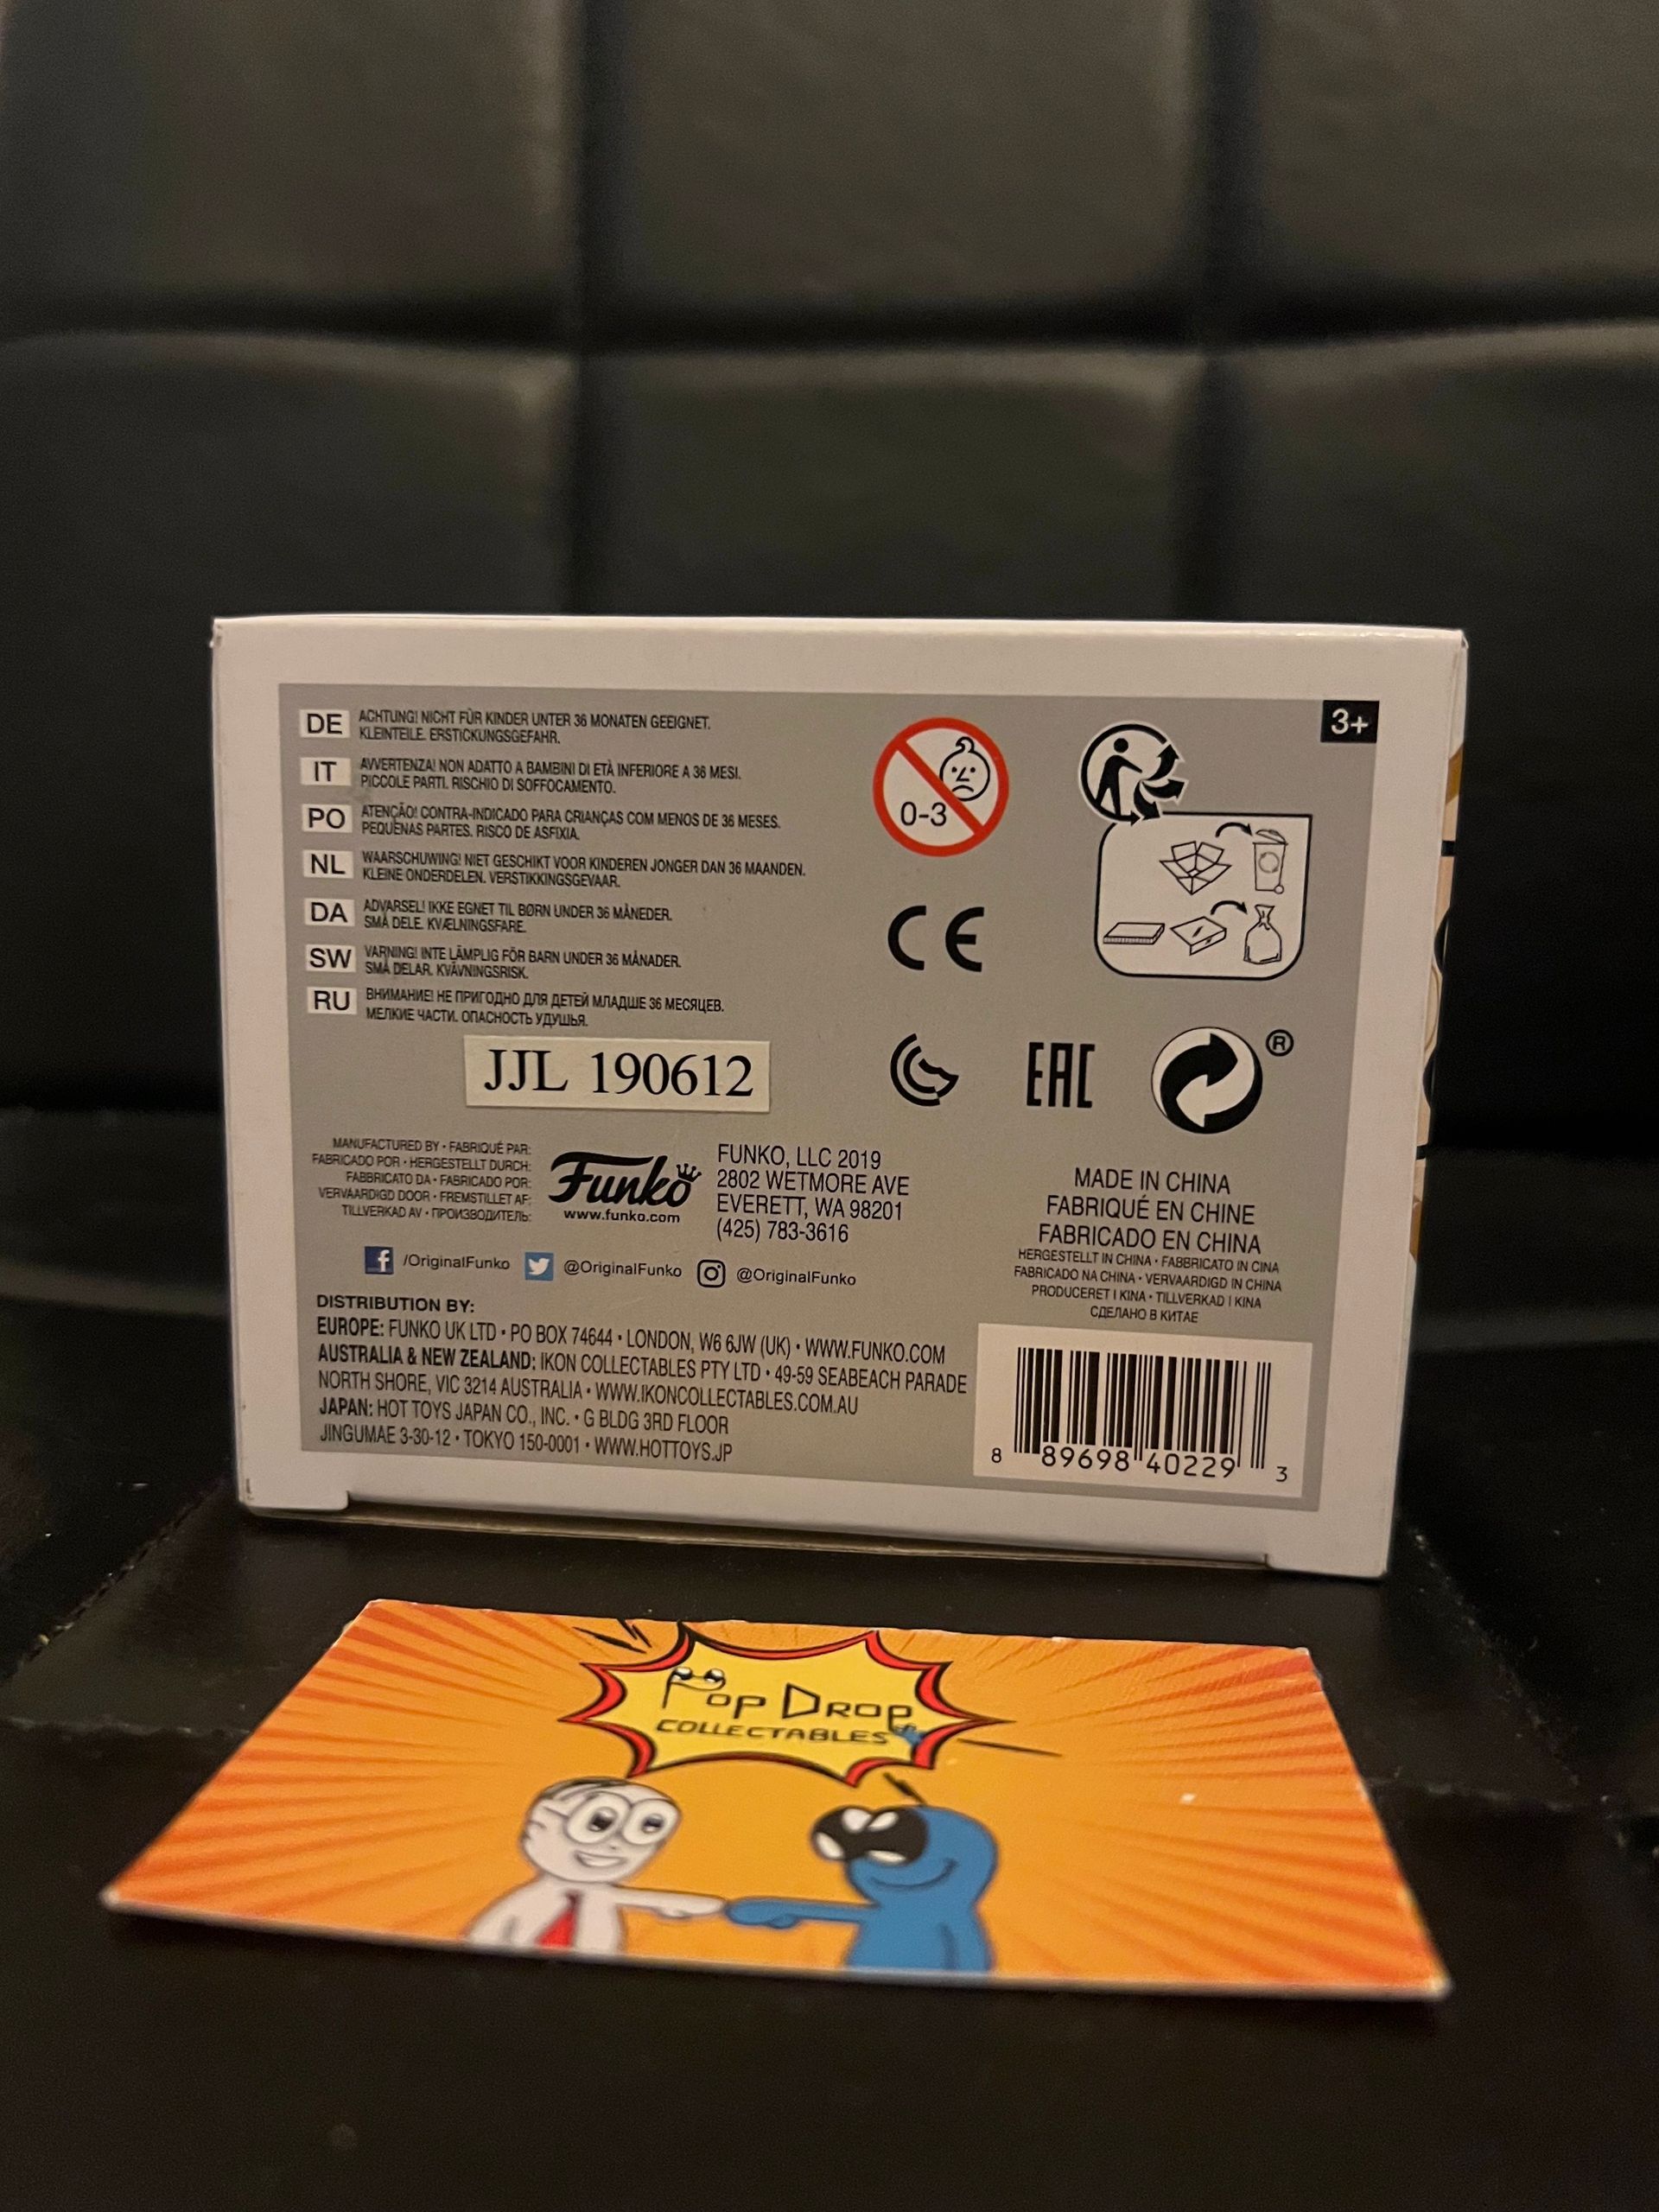 DE ACHTUNG! NICHT FÜR KINDER UNTER 36 MONATEN GEEIGNET.
KLEINTEILE. ERSTICKUNGSGEFAHR.
IT AVVERTENZA! NON ADATTO A BAMBINI DI ETÀ INFERIORE A 36 MESI.
PICCOLE PARTI. RISCHIO DI SOFFOCAMENTO.
PO ATENÇÃO! CONTRA-INDICADO PARA CRIANÇAS COM MENOS DE 36 MESES.
PEQUENAS PARTES. RISCO DE ASFIXIA.
NL WAARSCHUWING! NIET GESCHIKT VOOR KINDEREN JONGER DAN 36 MAANDEN.
KLEINE ONDERDELEN. VERSTIKKINGSGEVAAR.
DA ADVARSEL! IKKE EGNET TIL BØRN UNDER 36 MÅNEDER.
SMÅ DELE. KVÆLNINGSFARE.
SW VARNING! INTE LÄMPLIG FÖR BARN UNDER 36 MÅNADER.
SMÅ DELAR. KVÄVNINGSRISK.
RU ВНИМАНИЕ! НЕ ПРИГОДНО ДЛЯ ДЕТЕЙ МЛАДШЕ 36 МЕСЯЦЕВ.
МЕЛКИЕ ЧАСТИ. ОПАСНОСТЬ УДУШЬЯ.
0-3
3+
CE
EAC
®
JJL 190612
MANUFACTURED BY • FABRIQUÉ PAR:
FABRICADO POR • HERGESTELLT DURCH:
FABBRICATO DA • FABRICADO POR:
VERVAARDIGD DOOR • FREMSTILLET AF:
TILLVERKAD AV • ПРОИЗВОДИТЕЛЬ:
Funko
www.funko.com
FUNKO, LLC 2019
2802 WETMORE AVE
EVERETT, WA 98201
(425) 783-3616
/OriginalFunko @OriginalFunko @OriginalFunko
MADE IN CHINA
FABRIQUÉ EN CHINE
FABRICADO EN CHINA
HERGESTELLT IN CHINA • FABBRICATO IN CINA
FABRICADO NA CHINA • VERVAARDIGD IN CHINA
PRODUCERET I KINA • TILLVERKAD I KINA
СДЕЛАНО В КИТАЕ
DISTRIBUTION BY:
EUROPE: FUNKO UK LTD • PO BOX 74644 • LONDON, W6 6JW (UK) • WWW.FUNKO.COM
AUSTRALIA & NEW ZEALAND: IKON COLLECTABLES PTY LTD • 49-59 SEABEACH PARADE
NORTH SHORE, VIC 3214 AUSTRALIA • WWW.IKONCOLLECTABLES.COM.AU
JAPAN: HOT TOYS JAPAN CO., INC. • G BLDG 3RD FLOOR
JINGUMAE 3-30-12 • TOKYO 150-0001 • WWW.HOTTOYS.JP
8 89698 40229 3
POP DROP
COLLECTABLES